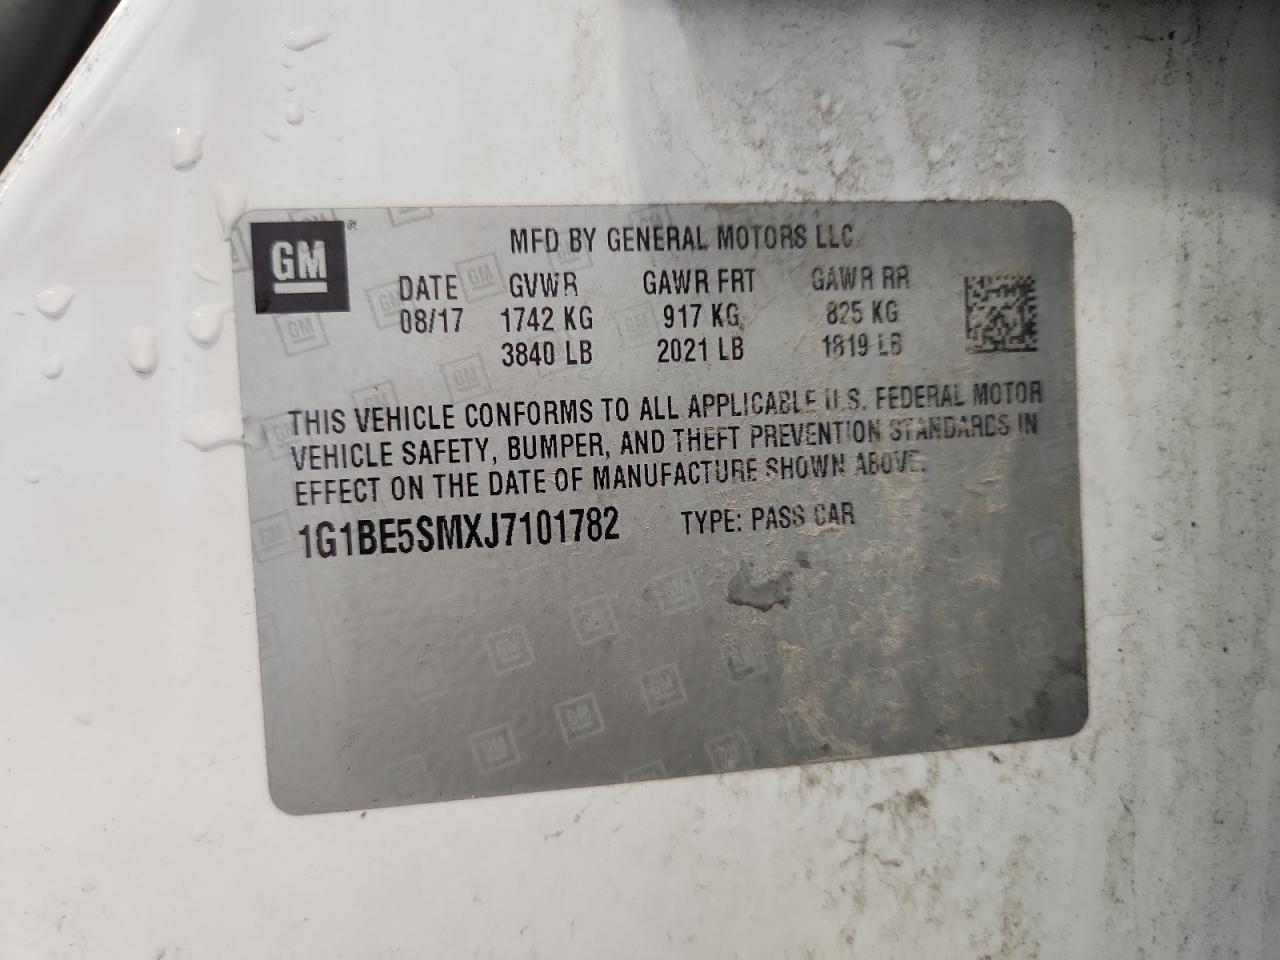 GM
MFD BY GENERAL MOTORS LLC
DATE GVWR GAWR FRT GAWR RR
08/17 1742 KG 917 KG 825 KG
3840 LB 2021 LB 1819 LB
THIS VEHICLE CONFORMS TO ALL APPLICABLE U.S. FEDERAL MOTOR
VEHICLE SAFETY, BUMPER, AND THEFT PREVENTION STANDARDS IN
EFFECT ON THE DATE OF MANUFACTURE SHOWN ABOVE.
1G1BE5SMXJ7101782 TYPE: PASS CAR